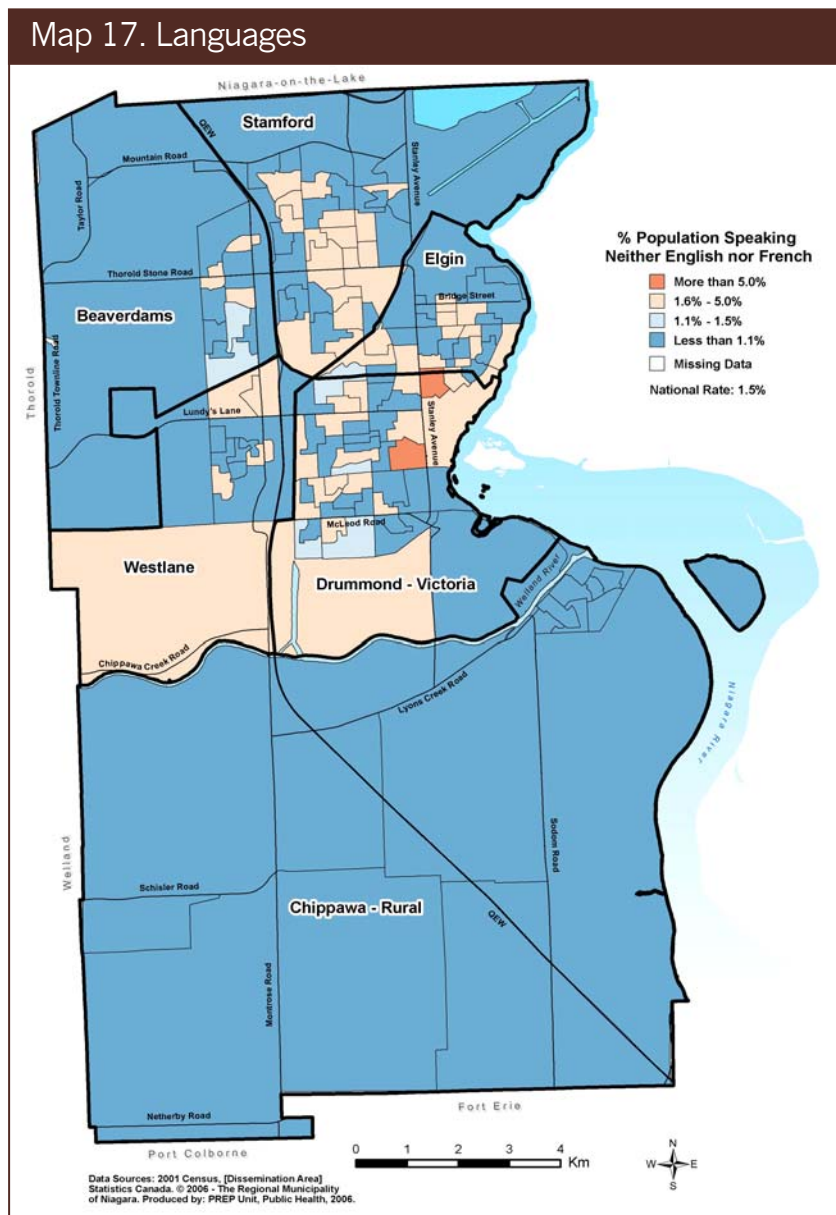 Map 17. Languages
Niagara-on-the-Lake
Stamford
QEW
Mountain Road
Taylor Road
Stanley Avenue
Elgin
% Population Speaking
Neither English nor French
More than 5.0%
1.6% - 5.0%
1.1% - 1.5%
Less than 1.1%
Missing Data
National Rate: 1.5%
Thorold Stone Road
Bridge Street
Beaverdams
Thorold Townline Road
Thorold
Lundy's Lane
Stanley Avenue
McLeod Road
Westlane
Drummond - Victoria
Welland River
Chippawa Creek Road
Lyons Creek Road
Niagara River
Welland
Sodom Road
Schisler Road
Chippawa - Rural
QEW
Montrose Road
Netherby Road
Fort Erie
Port Colborne
0 1 2 3 4
Km
N
W E
S
Data Sources: 2001 Census, [Dissemination Area]
Statistics Canada. © 2006 - The Regional Municipality
of Niagara. Produced by: PREP Unit, Public Health, 2006.